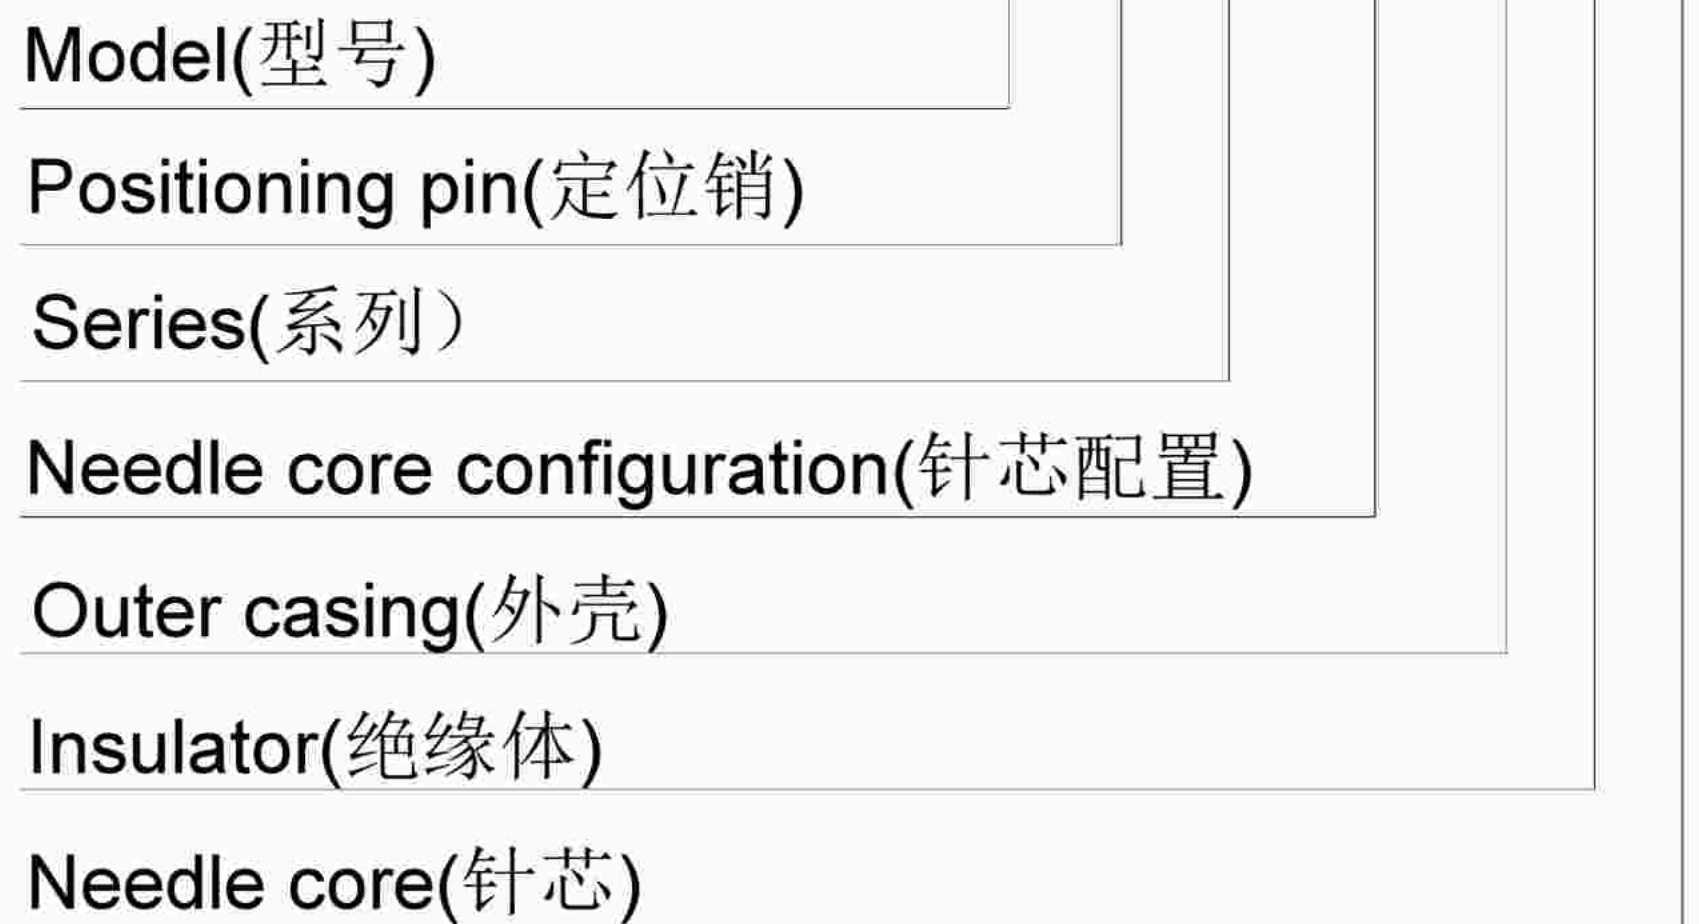 Model(型号)
Positioning pin(定位销)
Series(系列）
Needle core configuration(针芯配置)
Outer casing(外壳)
Insulator(绝缘体)
Needle core(针芯)